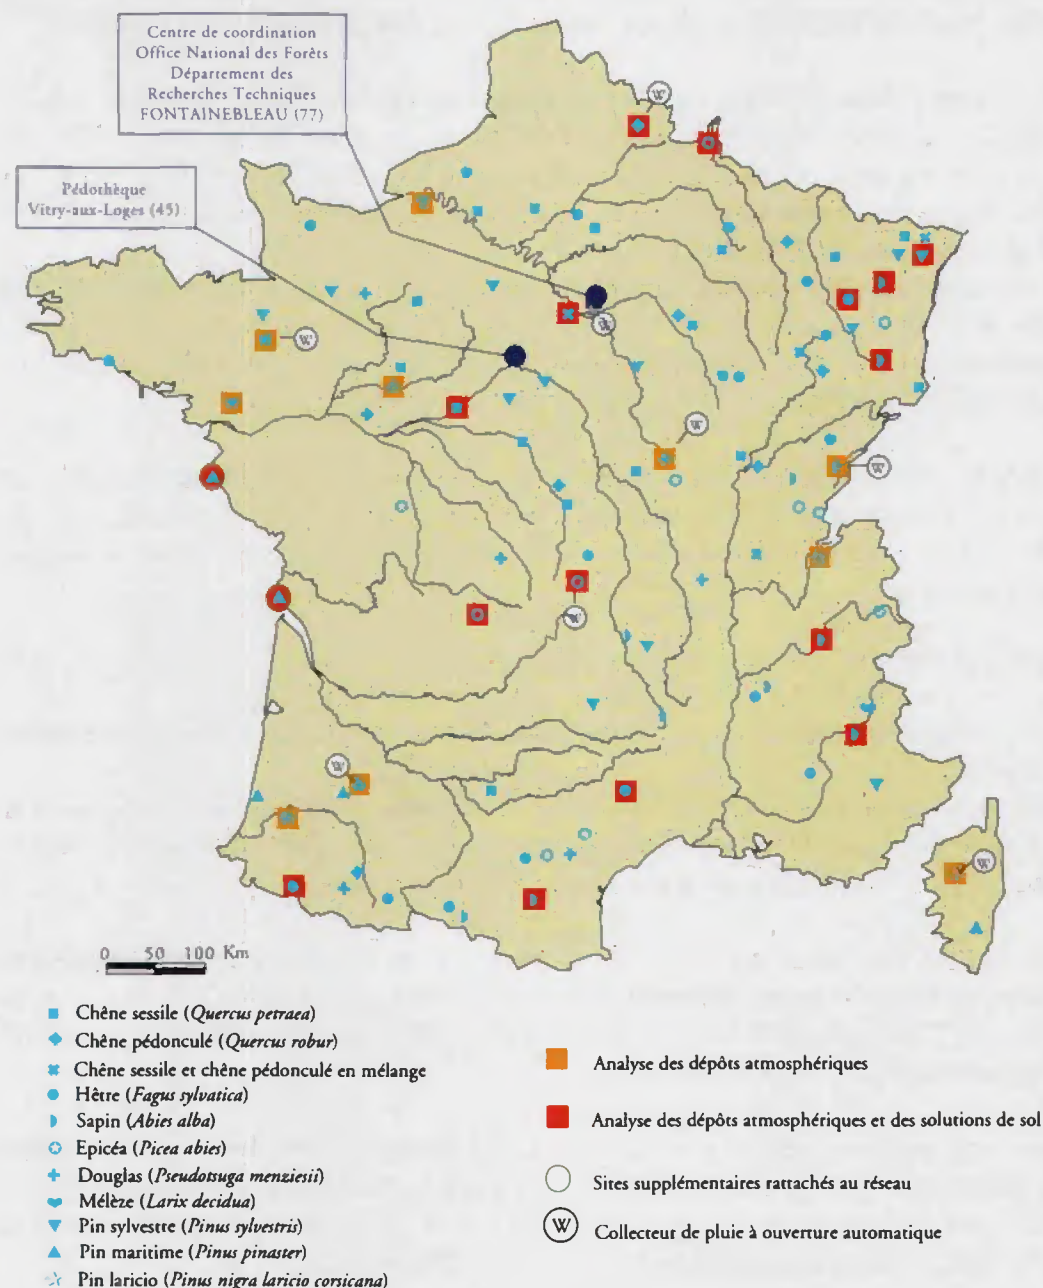 Centre de coordination
Office National des Forêts
Département des
Recherches Techniques
FONTAINEBLEAU (77)
Pédothèque
Vitry-aux-Loges (45)
W
W
W
W
W
W
W
W
0 50 100 Km
Chêne sessile (Quercus petraea)
Chêne pédonculé (Quercus robur)
Chêne sessile et chêne pédonculé en mélange
Hêtre (Fagus sylvatica)
Sapin (Abies alba)
Epicéa (Picea abies)
Douglas (Pseudotsuga menziesii)
Mélèze (Larix decidua)
Pin sylvestre (Pinus sylvestris)
Pin maritime (Pinus pinaster)
Pin laricio (Pinus nigra laricio corsicana)
Analyse des dépôts atmosphériques
Analyse des dépôts atmosphériques et des solutions de sol
Sites supplémentaires rattachés au réseau
W Collecteur de pluie à ouverture automatique